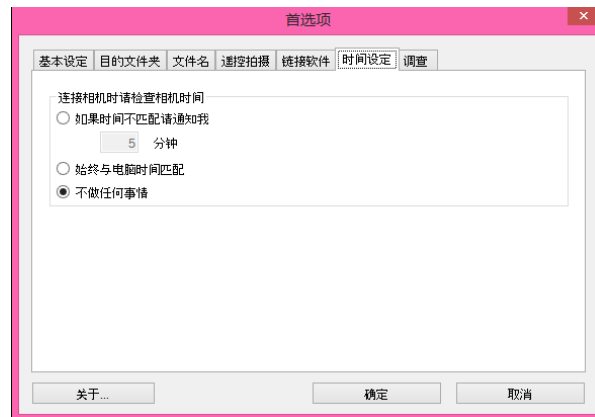 首选项
基本设定 目的文件夹 文件名 遥控拍摄 链接软件 时间设定 调查
连接相机时请检查相机时间
如果时间不匹配请通知我
5 分钟
始终与电脑时间匹配
不做任何事情
关于... 确定 取消